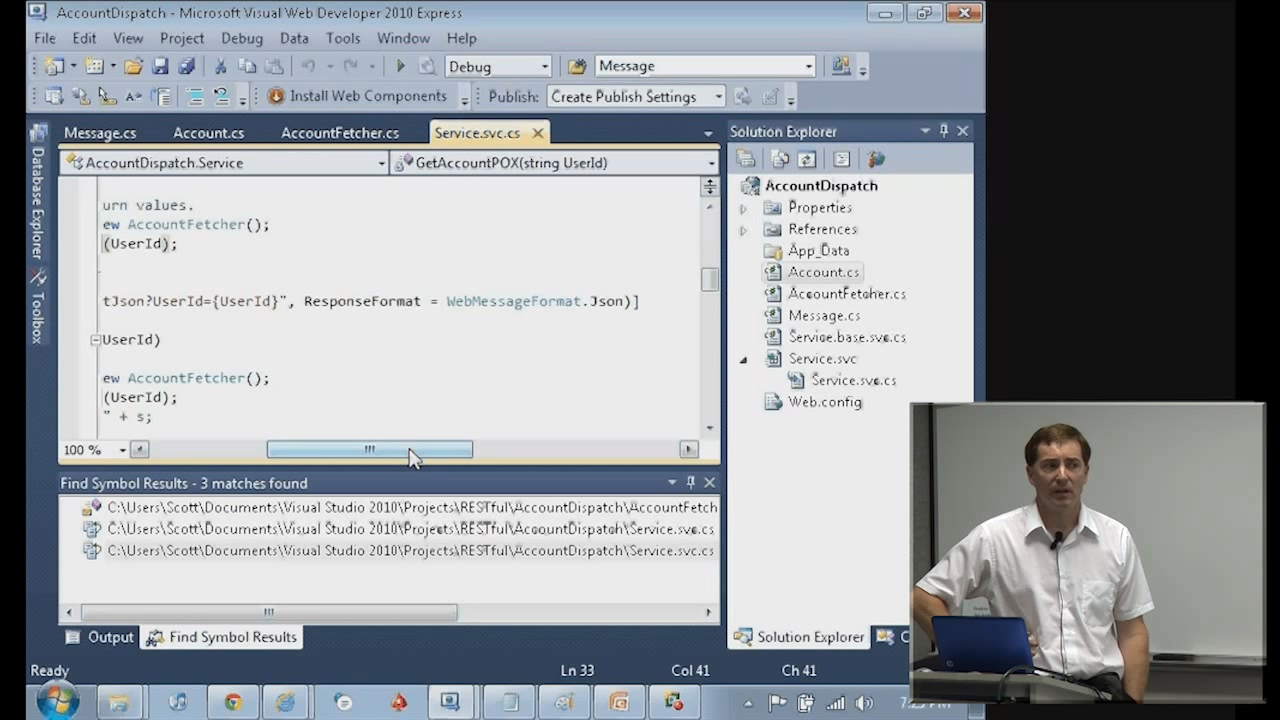 AccountDispatch - Microsoft Visual Web Developer 2010 Express
File Edit View Project Debug Data Tools Window Help
Debug Message
Install Web Components Publish: Create Publish Settings
Message.cs Account.cs AccountFetcher.cs Service.svc.cs
AccountDispatch.Service GetAccountPOX(string UserId)
Database Explorer
Toolbox
urn values.
ew AccountFetcher();
(UserId);
tJson?UserId={UserId}", ResponseFormat = WebMessageFormat.Json)]
UserId)
ew AccountFetcher();
(UserId);
" + s;
100 %
Solution Explorer
AccountDispatch
Properties
References
App_Data
Account.cs
AccountFetcher.cs
Message.cs
Service.base.svc.cs
Service.svc
Service.svc.cs
Web.config
Find Symbol Results - 3 matches found
C:\Users\Scott\Documents\Visual Studio 2010\Projects\RESTful\AccountDispatch\AccountFetch
C:\Users\Scott\Documents\Visual Studio 2010\Projects\RESTful\AccountDispatch\Service.svc.cs
C:\Users\Scott\Documents\Visual Studio 2010\Projects\RESTful\AccountDispatch\Service.svc.cs
Output Find Symbol Results
Solution Explorer C
Ready Ln 33 Col 41 Ch 41